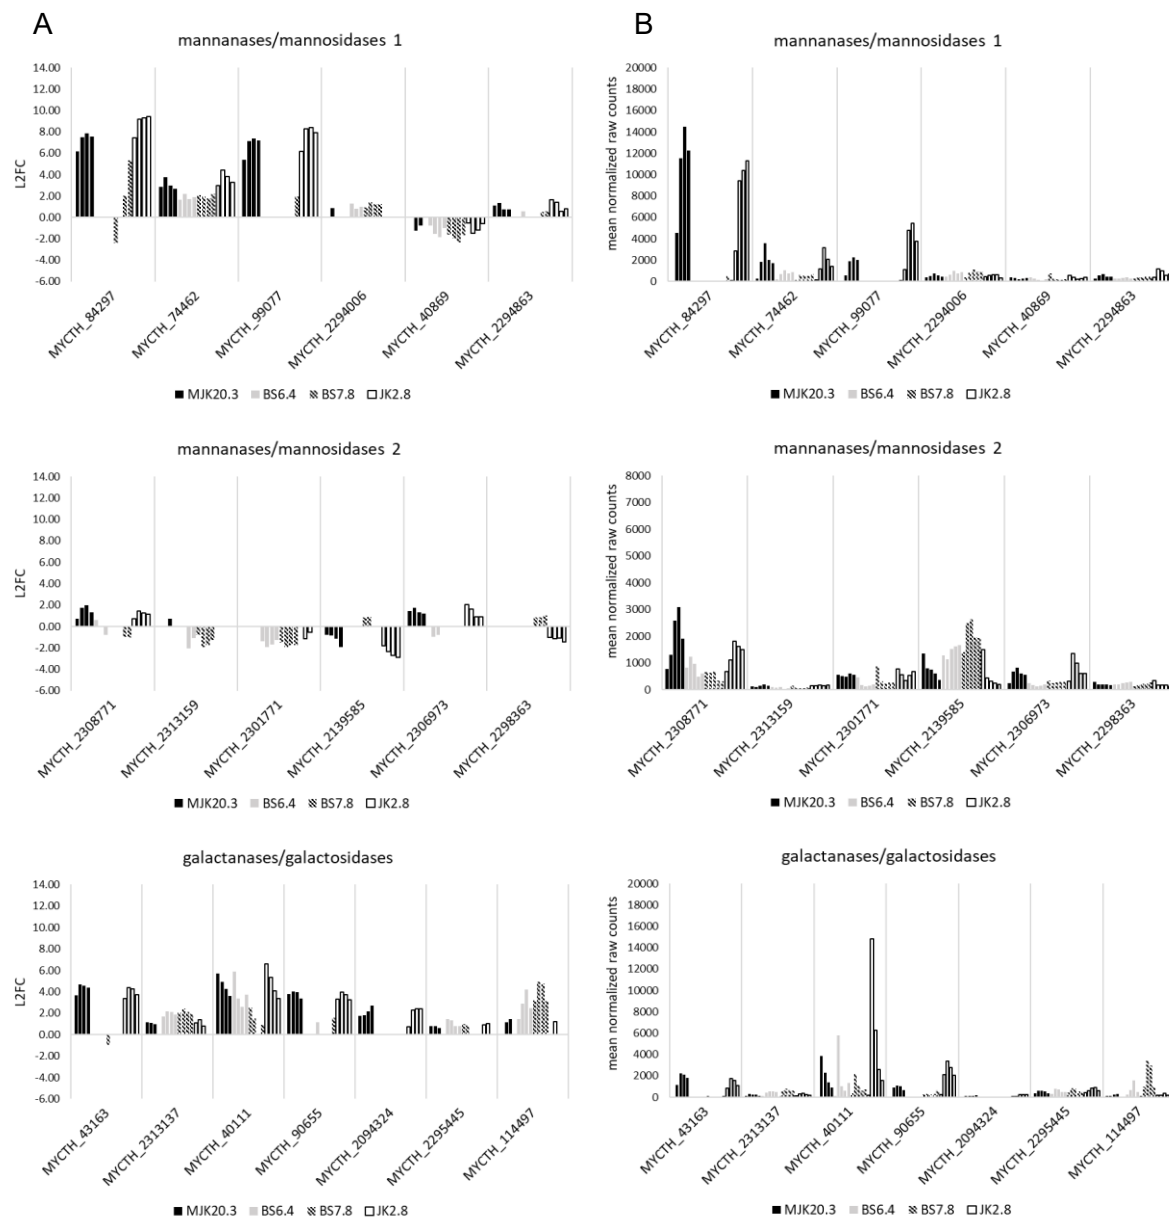 A
B
mannanases/mannosidases 1
L2FC
14.00
12.00
10.00
8.00
6.00
4.00
2.00
0.00
-2.00
-4.00
-6.00
MYCTH_84297
MYCTH_74462
MYCTH_99077
MYCTH_2294006
MYCTH_40869
MYCTH_2294863
MJK20.3 BS6.4 BS7.8 JK2.8
mannanases/mannosidases 1
mean normalized raw counts
20000
18000
16000
14000
12000
10000
8000
6000
4000
2000
0
MYCTH_84297
MYCTH_74462
MYCTH_99077
MYCTH_2294006
MYCTH_40869
MYCTH_2294863
MJK20.3 BS6.4 BS7.8 JK2.8
mannanases/mannosidases 2
L2FC
14.00
12.00
10.00
8.00
6.00
4.00
2.00
0.00
-2.00
-4.00
-6.00
MYCTH_2308771
MYCTH_2313159
MYCTH_2301771
MYCTH_2139585
MYCTH_2306973
MYCTH_2298363
MJK20.3 BS6.4 BS7.8 JK2.8
mannanases/mannosidases 2
mean normalized raw counts
8000
7000
6000
5000
4000
3000
2000
1000
0
MYCTH_2308771
MYCTH_2313159
MYCTH_2301771
MYCTH_2139585
MYCTH_2306973
MYCTH_2298363
MJK20.3 BS6.4 BS7.8 JK2.8
galactanases/galactosidases
L2FC
14.00
12.00
10.00
8.00
6.00
4.00
2.00
0.00
-2.00
-4.00
-6.00
MYCTH_43163
MYCTH_2313137
MYCTH_40111
MYCTH_90655
MYCTH_2094324
MYCTH_2295445
MYCTH_114497
MJK20.3 BS6.4 BS7.8 JK2.8
galactanases/galactosidases
mean normalized raw counts
20000
18000
16000
14000
12000
10000
8000
6000
4000
2000
0
MYCTH_43163
MYCTH_2313137
MYCTH_40111
MYCTH_90655
MYCTH_2094324
MYCTH_2295445
MYCTH_114497
MJK20.3 BS6.4 BS7.8 JK2.8